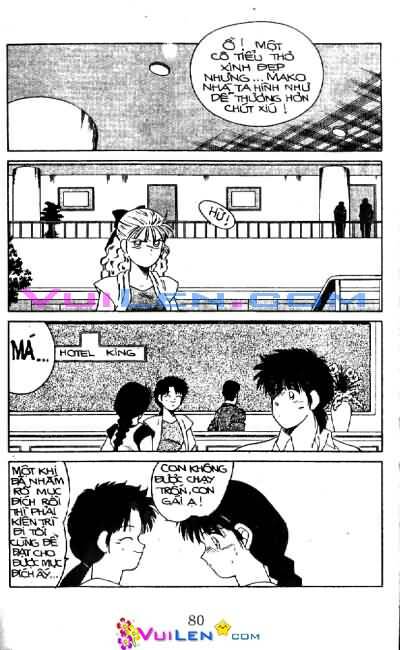 Ồ! MỘT
CÔ TIỂU THƠ
XINH ĐẸP
NHƯNG... MAKO
NHÀ TA HÌNH NHƯ
DỄ THƯƠNG HƠN
CHÚT XÍU!
HỨ!
VUILEN.COM
MÁ...
HOTEL KING
MỘT KHI
ĐÃ NHẮM
RÕ MỤC
ĐÍCH RỒI
THÌ PHẢI
KIÊN TRÌ
ĐI TỚI
CÙNG ĐỂ
ĐẠT CHO
ĐƯỢC MỤC
ĐÍCH ẤY...
CON KHÔNG
ĐƯỢC CHẠY
TRỐN, CON
GÁI Ạ!
80
VUILEN.COM